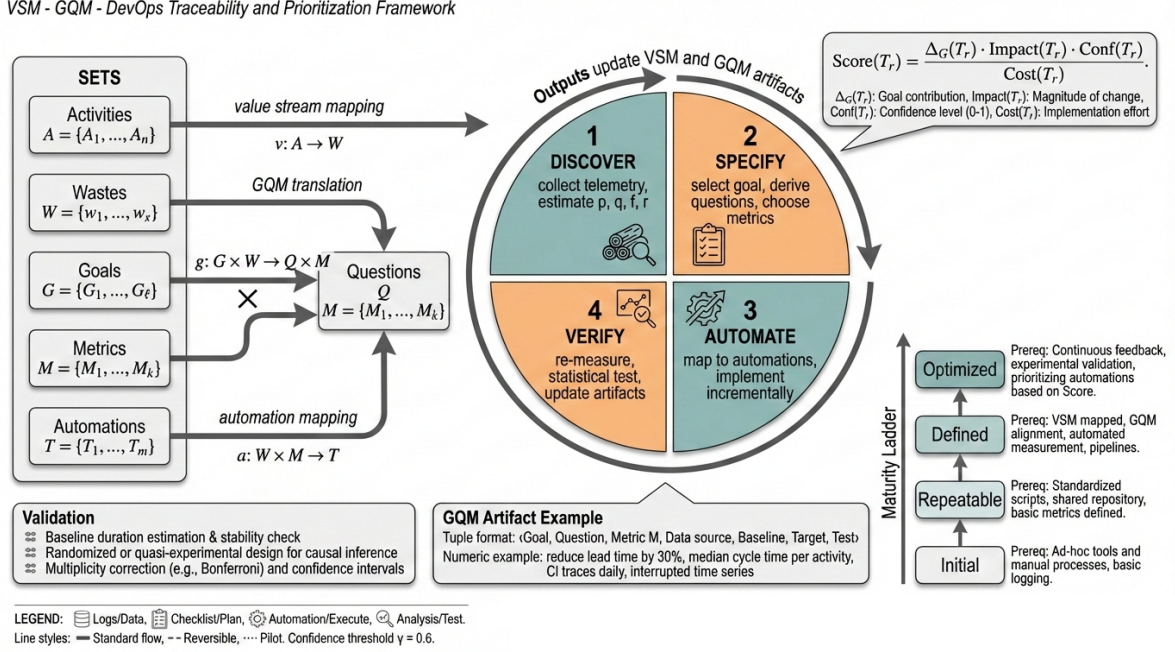 VSM - GQM - DevOps Traceability and Prioritization Framework
SETS
Activities
A = {A₁,...,Aₙ}
Wastes
W = {w₁,...,wₓ}
Goals
G = {G₁,...,G_ℓ}
Metrics
M = {M₁,...,Mₖ}
Automations
T = {T₁,...,Tₘ}
value stream mapping
v: A → W
GQM translation
g: G × W → Q × M
×
Questions
Q
M = {M₁,...,Mₖ}
automation mapping
a: W × M → T
Outputs update VSM and GQM artifacts
1
DISCOVER
collect telemetry,
estimate p, q, f, r
2
SPECIFY
select goal, derive
questions, choose
metrics
3
AUTOMATE
map to automations,
implement
incrementally
4
VERIFY
re-measure,
statistical test,
update artifacts
Score(Tᵣ) = Δ_G(Tᵣ) · Impact(Tᵣ) · Conf(Tᵣ) / Cost(Tᵣ).
Δ_G(Tᵣ): Goal contribution, Impact(Tᵣ): Magnitude of change,
Conf(Tᵣ): Confidence level (0-1), Cost(Tᵣ): Implementation effort
Maturity Ladder
Optimized
Prereq: Continuous feedback,
experimental validation,
prioritizing automations
based on Score.
Defined
Prereq: VSM mapped, GQM
alignment, automated
measurement, pipelines.
Repeatable
Prereq: Standardized
scripts, shared repository,
basic metrics defined.
Initial
Prereq: Ad-hoc tools and
manual processes, basic
logging.
Validation
Baseline duration estimation & stability check
Randomized or quasi-experimental design for causal inference
Multiplicity correction (e.g., Bonferroni) and confidence intervals
GQM Artifact Example
Tuple format: ‹Goal, Question, Metric M, Data source, Baseline, Target, Test›
Numeric example: reduce lead time by 30%, median cycle time per activity,
CI traces daily, interrupted time series
LEGEND: Logs/Data, Checklist/Plan, Automation/Execute, Analysis/Test.
Line styles: Standard flow, -- Reversible, ···· Pilot. Confidence threshold γ = 0.6.